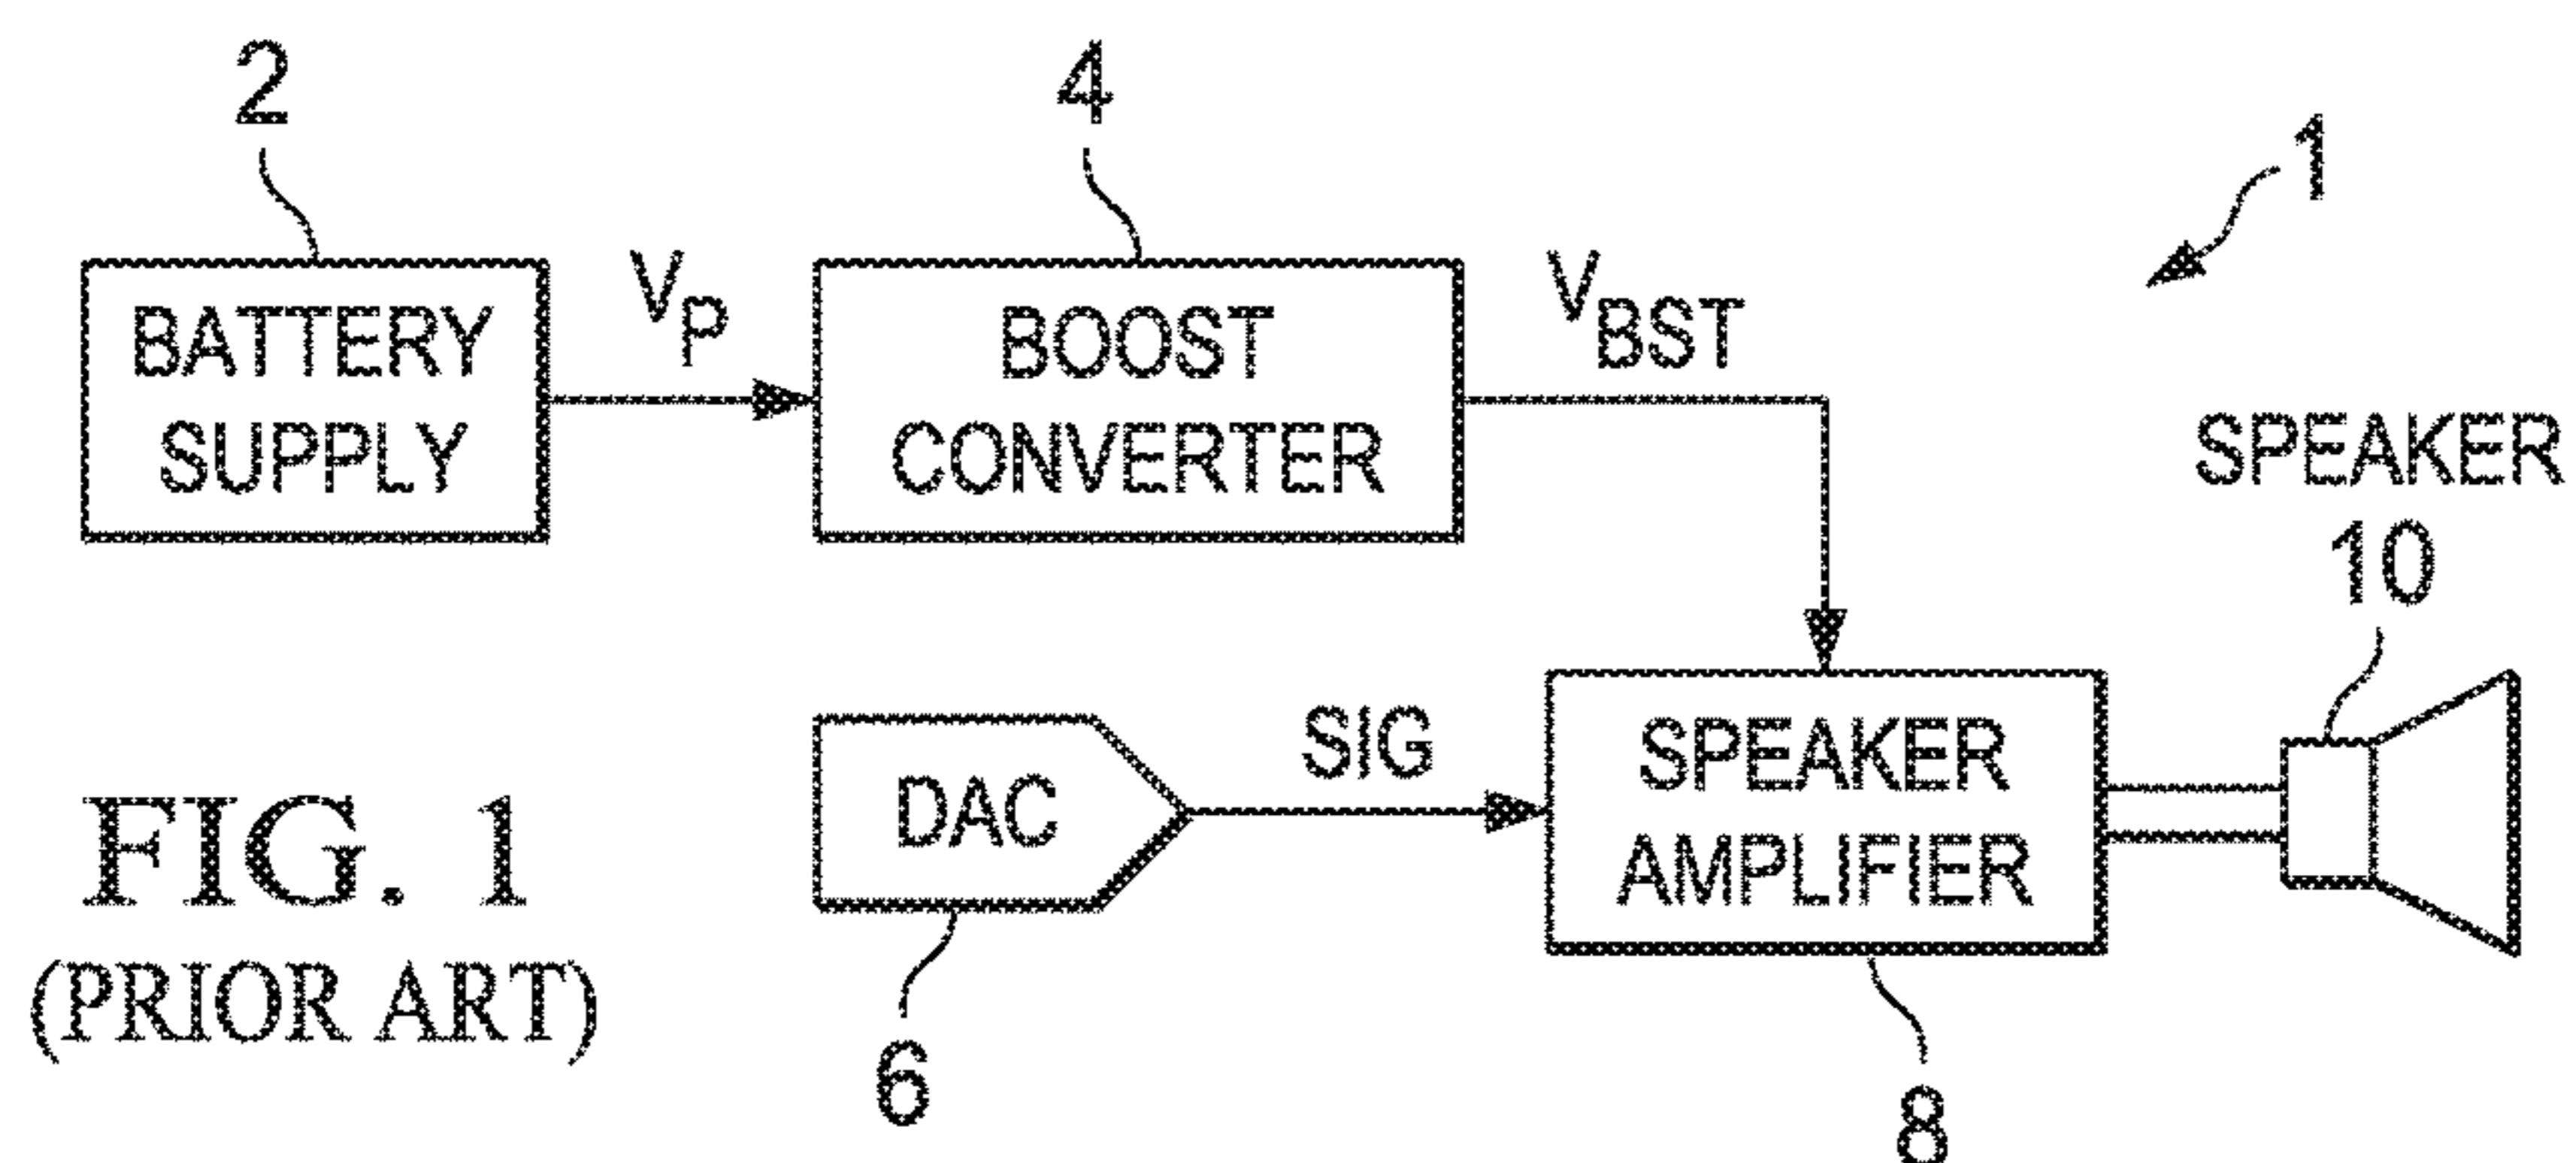 2
4
1
BATTERY
SUPPLY
VP
BOOST
CONVERTER
VBST
SPEAKER
10
DAC
SIG
SPEAKER
AMPLIFIER
6
8
FIG. 1
(PRIOR ART)